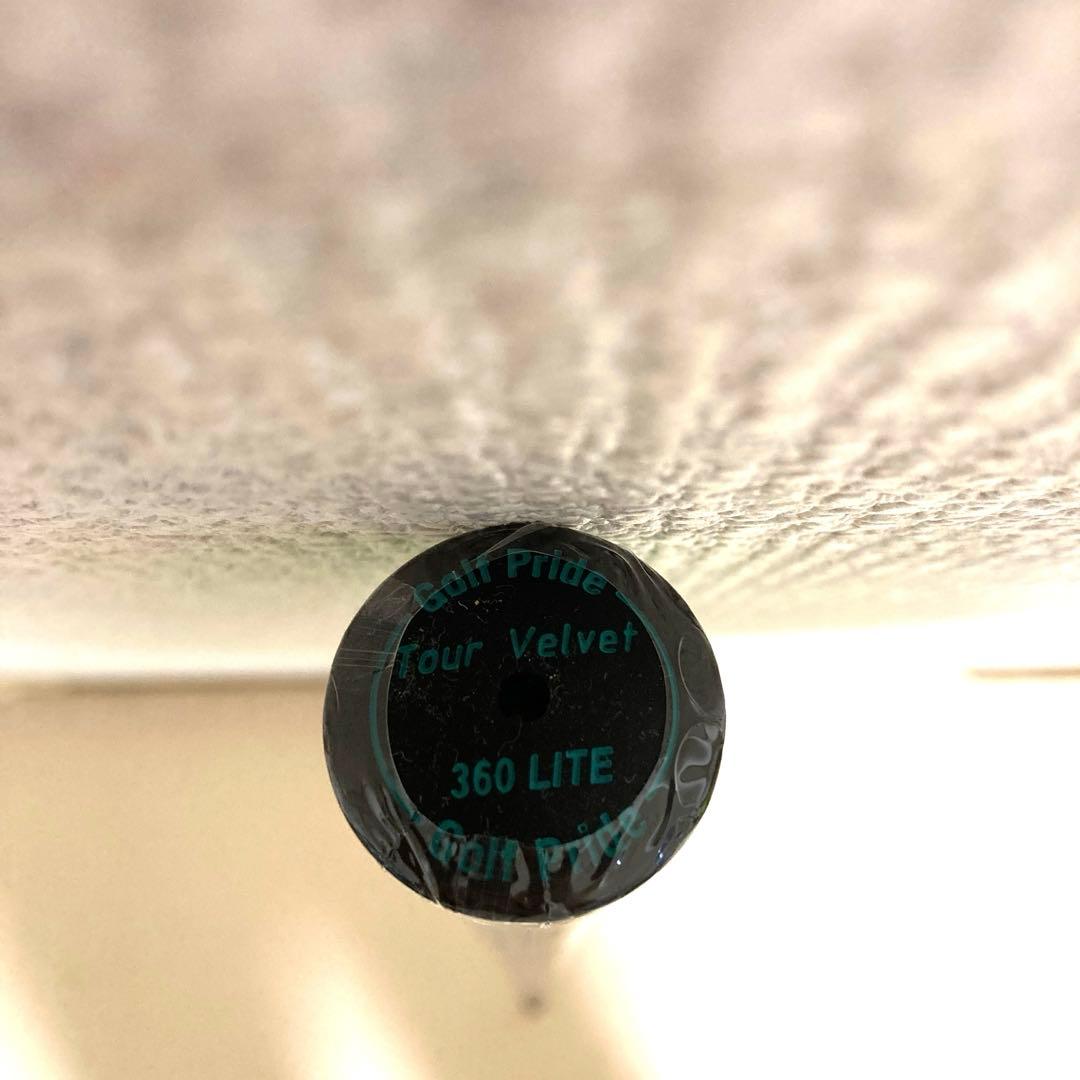 Golf Pride
Tour Velvet
360 LITE
Golf Pride